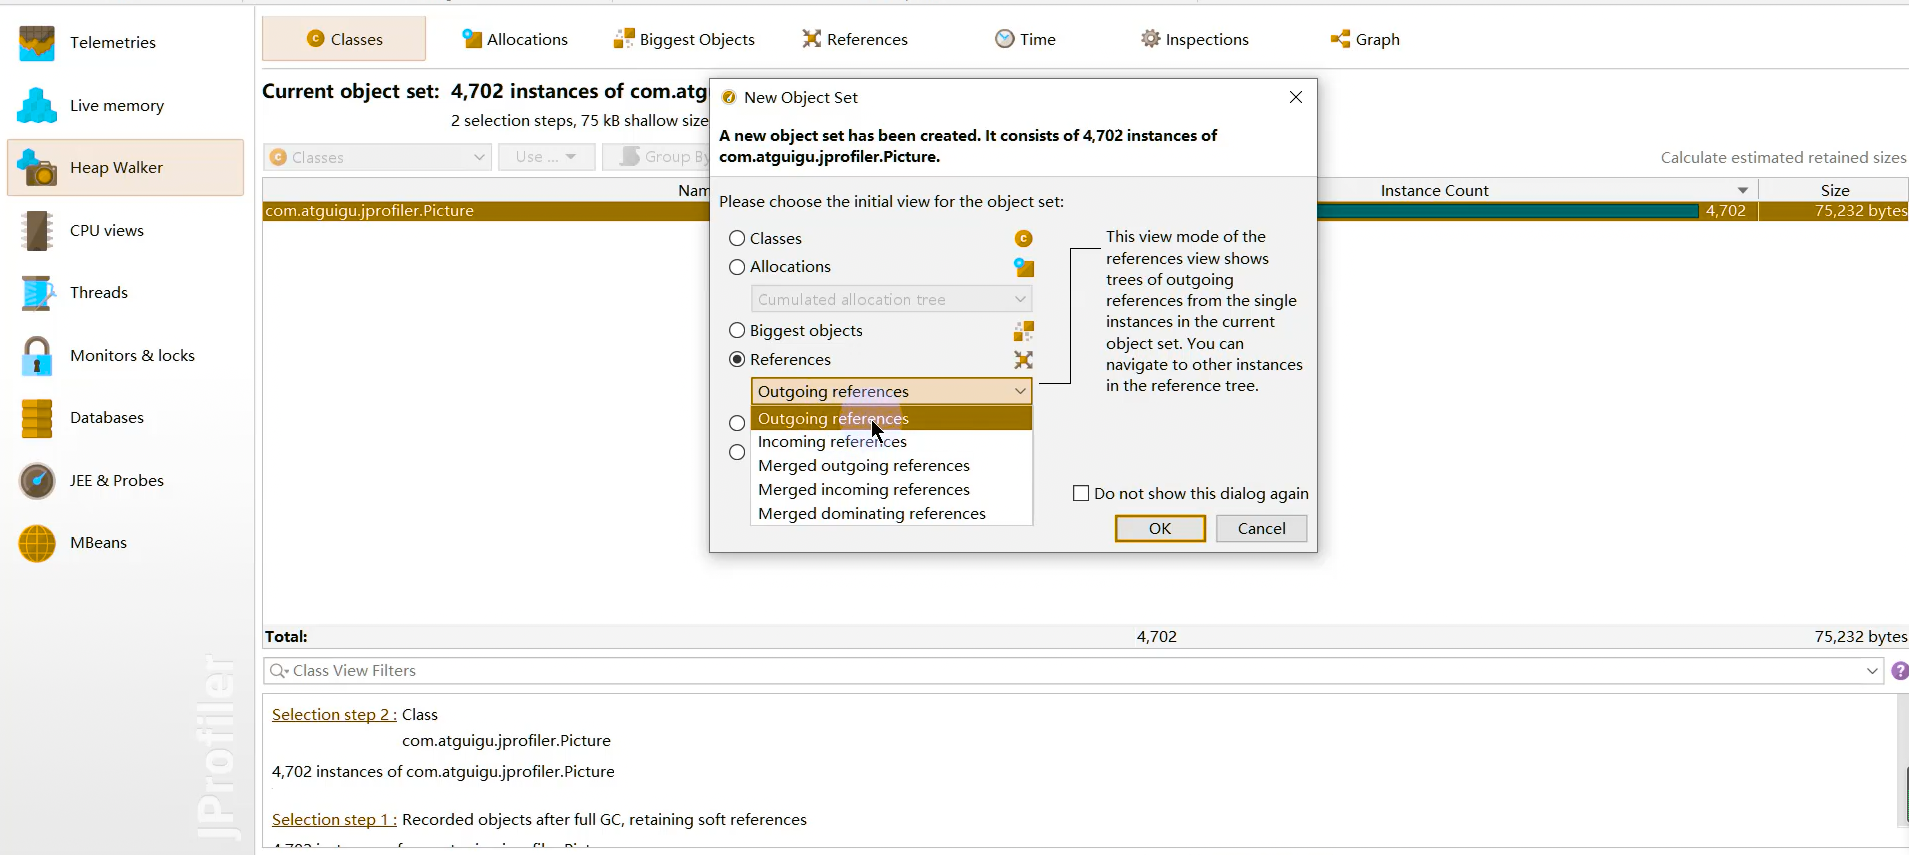 Telemetries
Live memory
Heap Walker
CPU views
Threads
Monitors & locks
Databases
JEE & Probes
MBeans
JProfiler
Classes
Allocations
Biggest Objects
References
Time
Inspections
Graph
Current object set: 4,702 instances of com.atg
2 selection steps, 75 kB shallow size
Classes
Use ...
Group By
Calculate estimated retained sizes
Nam
Instance Count
Size
com.atguigu.jprofiler.Picture
4,702
75,232 bytes
New Object Set
A new object set has been created. It consists of 4,702 instances of
com.atguigu.jprofiler.Picture.
Please choose the initial view for the object set:
Classes
Allocations
Cumulated allocation tree
Biggest objects
References
Outgoing references
Outgoing references
Incoming references
Merged outgoing references
Merged incoming references
Merged dominating references
This view mode of the
references view shows
trees of outgoing
references from the single
instances in the current
object set. You can
navigate to other instances
in the reference tree.
Do not show this dialog again
OK
Cancel
Total:
4,702
75,232 bytes
Class View Filters
Selection step 2 : Class
com.atguigu.jprofiler.Picture
4,702 instances of com.atguigu.jprofiler.Picture
Selection step 1 : Recorded objects after full GC, retaining soft references